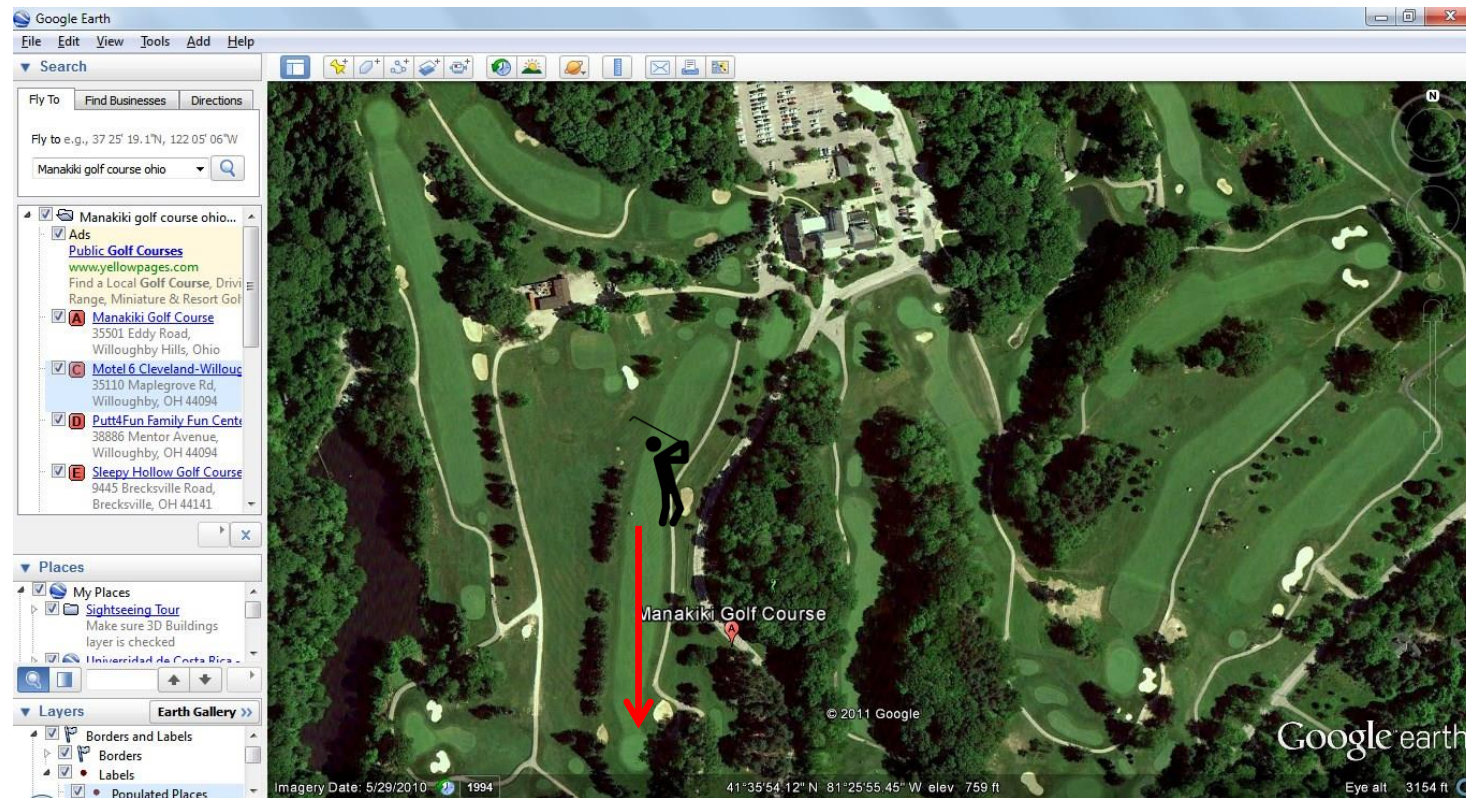 Google Earth
File Edit View Tools Add Help
Search
Fly To Find Businesses Directions
Fly to e.g., 37 25' 19.1"N, 122 05' 06"W
Manakiki golf course ohio
Manakiki golf course ohio...
Ads
Public Golf Courses
www.yellowpages.com
Find a Local Golf Course, Drivi
Range, Miniature & Resort Gol
A Manakiki Golf Course
35501 Eddy Road,
Willoughby Hills, Ohio
C Motel 6 Cleveland-Willoug
35110 Maplegrove Rd,
Willoughby, OH 44094
D Putt4Fun Family Fun Cente
38886 Mentor Avenue,
Willoughby, OH 44094
E Sleepy Hollow Golf Course
9445 Brecksville Road,
Brecksville, OH 44141
Places
My Places
Sightseeing Tour
Make sure 3D Buildings
layer is checked
Universidad de Costa Rica -
Layers Earth Gallery >>
Borders and Labels
Borders
Labels
Populated Places
N
Manakiki Golf Course
A
© 2011 Google
Google earth
Imagery Date: 5/29/2010 1994 41°35'54.12" N 81°25'55.45" W elev 759 ft Eye alt 3154 ft